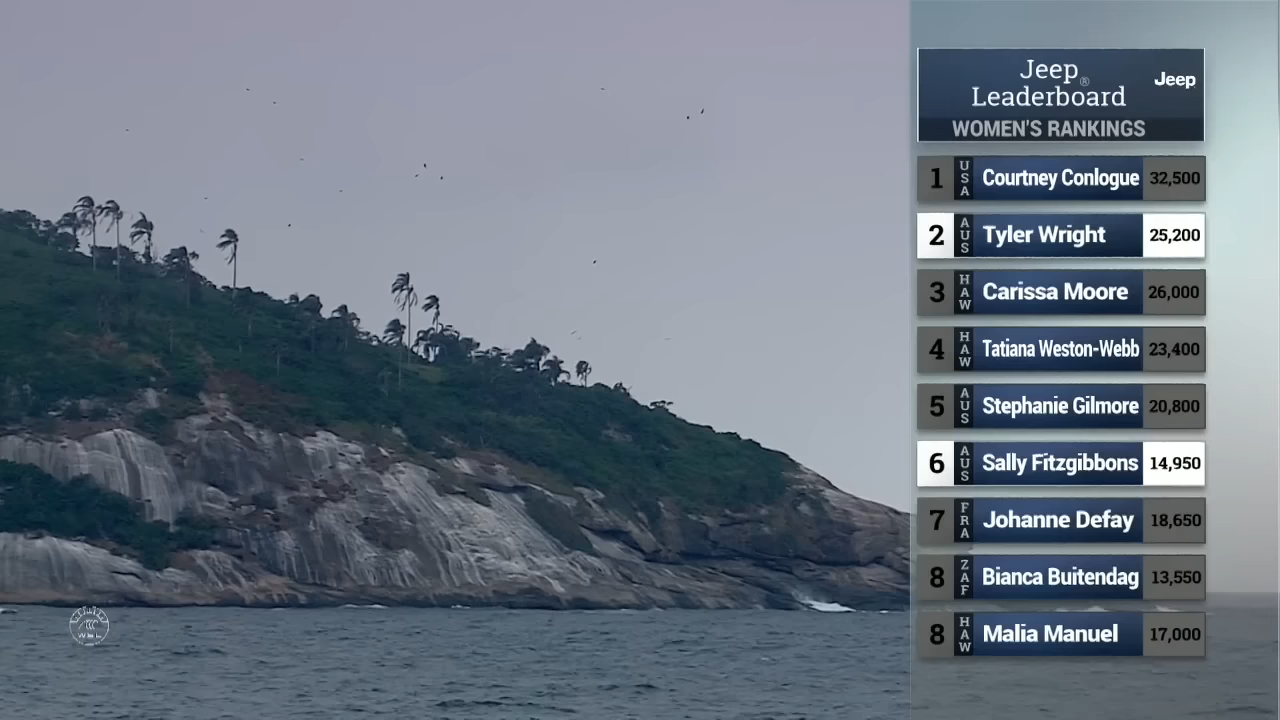 Jeep®
Leaderboard
Jeep
WOMEN'S RANKINGS
1 USA Courtney Conlogue 32,500
2 AUS Tyler Wright 25,200
3 HAW Carissa Moore 26,000
4 HAW Tatiana Weston-Webb 23,400
5 AUS Stephanie Gilmore 20,800
6 AUS Sally Fitzgibbons 14,950
7 FRA Johanne Defay 18,650
8 ZAF Bianca Buitendag 13,550
8 HAW Malia Manuel 17,000
WSL